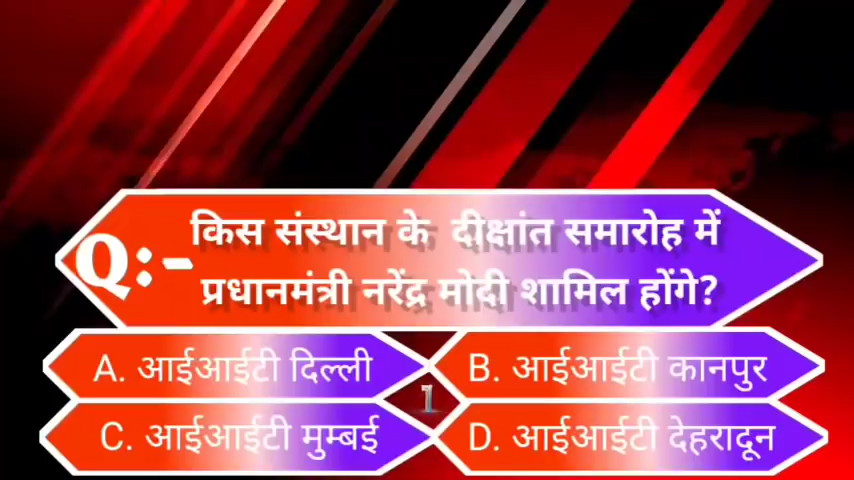 Q:- किस संस्थान के दीक्षांत समारोह में
प्रधानमंत्री नरेंद्र मोदी शामिल होंगे?
A. आईआईटी दिल्ली
B. आईआईटी कानपुर
1
C. आईआईटी मुम्बई
D. आईआईटी देहरादून